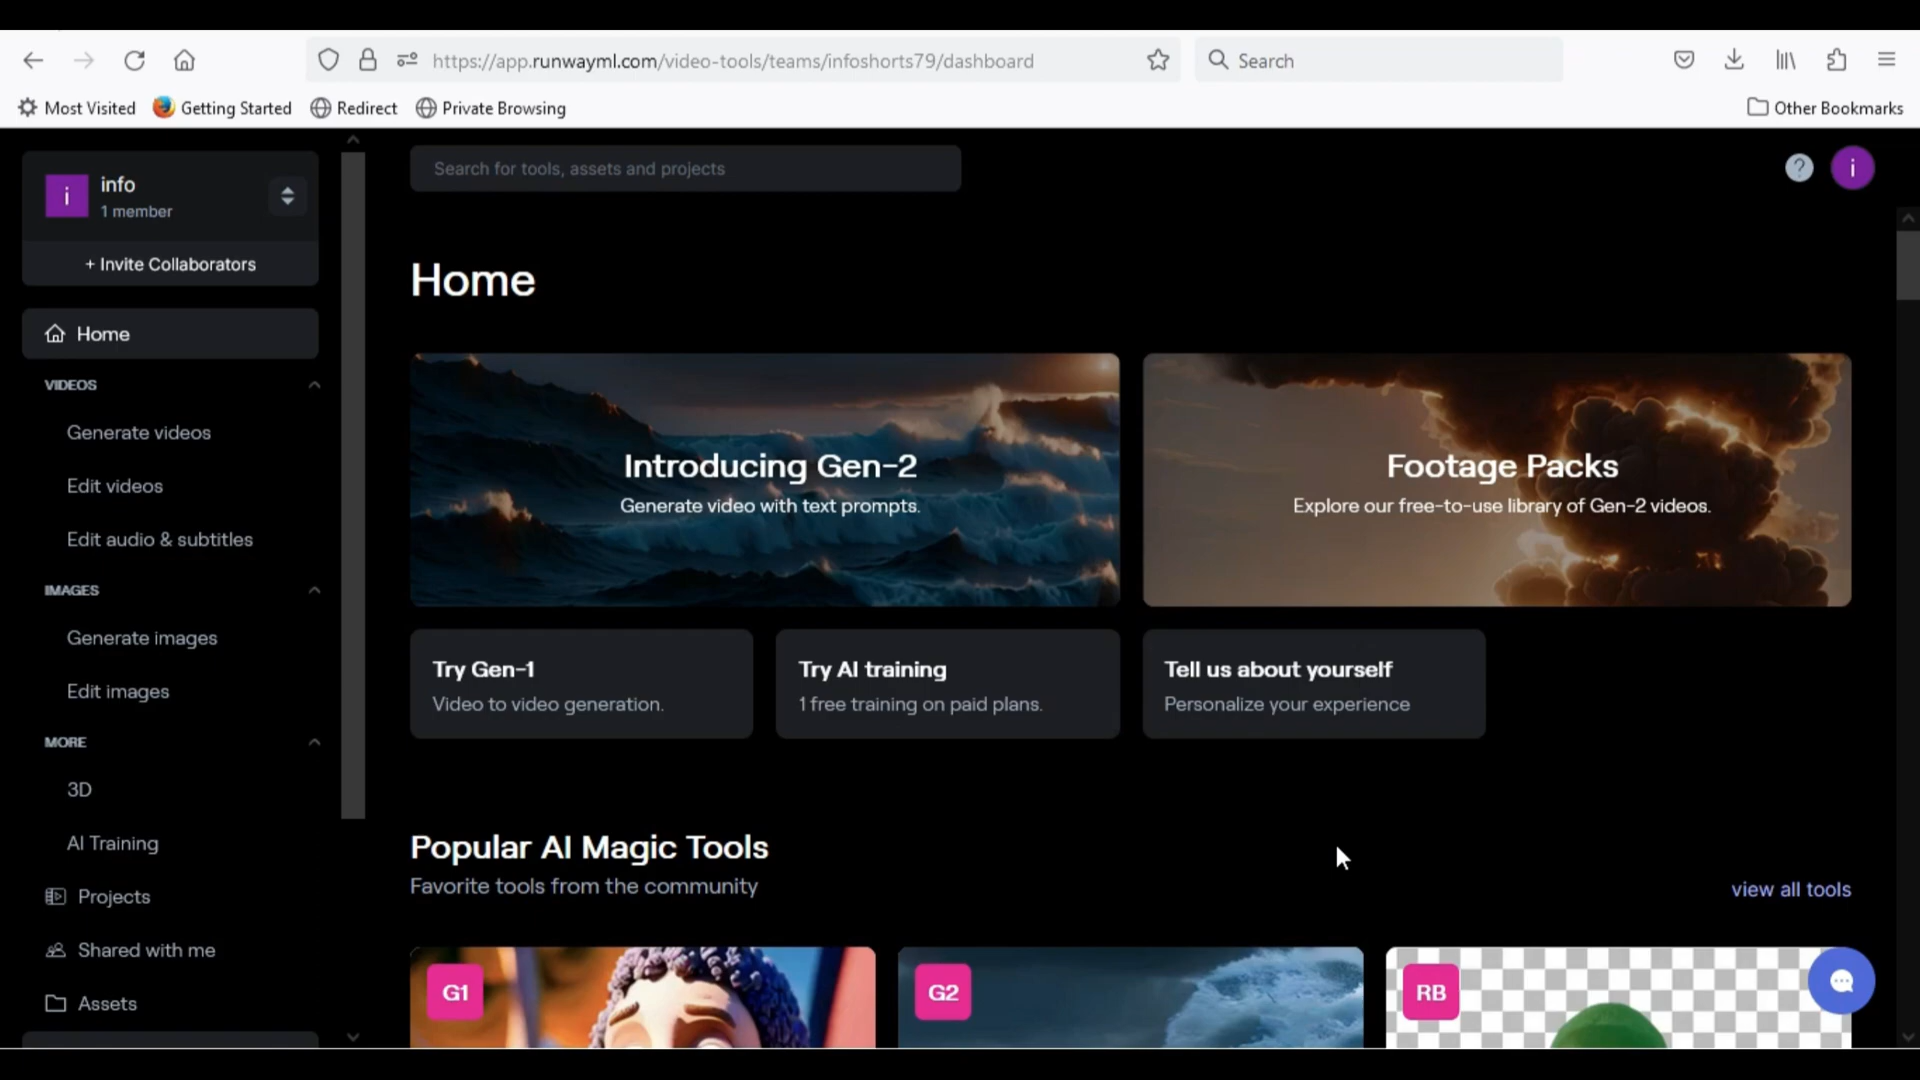 https://app.runwayml.com/video-tools/teams/infoshorts79/dashboard
Search
Most Visited
Getting Started
Redirect
Private Browsing
Other Bookmarks
i
info
1 member
+ Invite Collaborators
Home
VIDEOS
Generate videos
Edit videos
Edit audio & subtitles
IMAGES
Generate images
Edit images
MORE
3D
AI Training
Projects
Shared with me
Assets
Search for tools, assets and projects
?
i
Home
Introducing Gen-2
Generate video with text prompts.
Footage Packs
Explore our free-to-use library of Gen-2 videos.
Try Gen-1
Video to video generation.
Try AI training
1 free training on paid plans.
Tell us about yourself
Personalize your experience
Popular AI Magic Tools
Favorite tools from the community
view all tools
G1
G2
RB